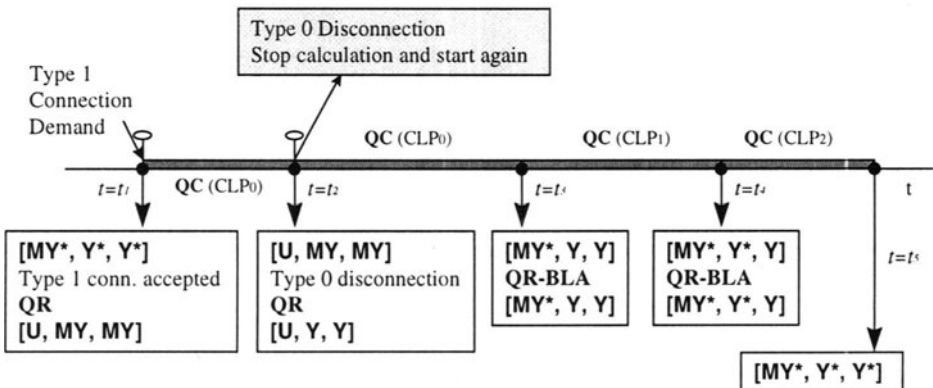 Type 0 Disconnection
Stop calculation and start again
Type 1
Connection
Demand
QC (CLP0)
QC (CLP1)
QC (CLP2)
t=t1
QC (CLP0)
t=t2
t=t3
t=t4
t
[MY*, Y*, Y*]
Type 1 conn. accepted
QR
[U, MY, MY]
[U, MY, MY]
Type 0 disconnection
QR
[U, Y, Y]
[MY*, Y, Y]
QR-BLA
[MY*, Y, Y]
[MY*, Y*, Y]
QR-BLA
[MY*, Y*, Y]
t=t5
[MY*, Y*, Y*]